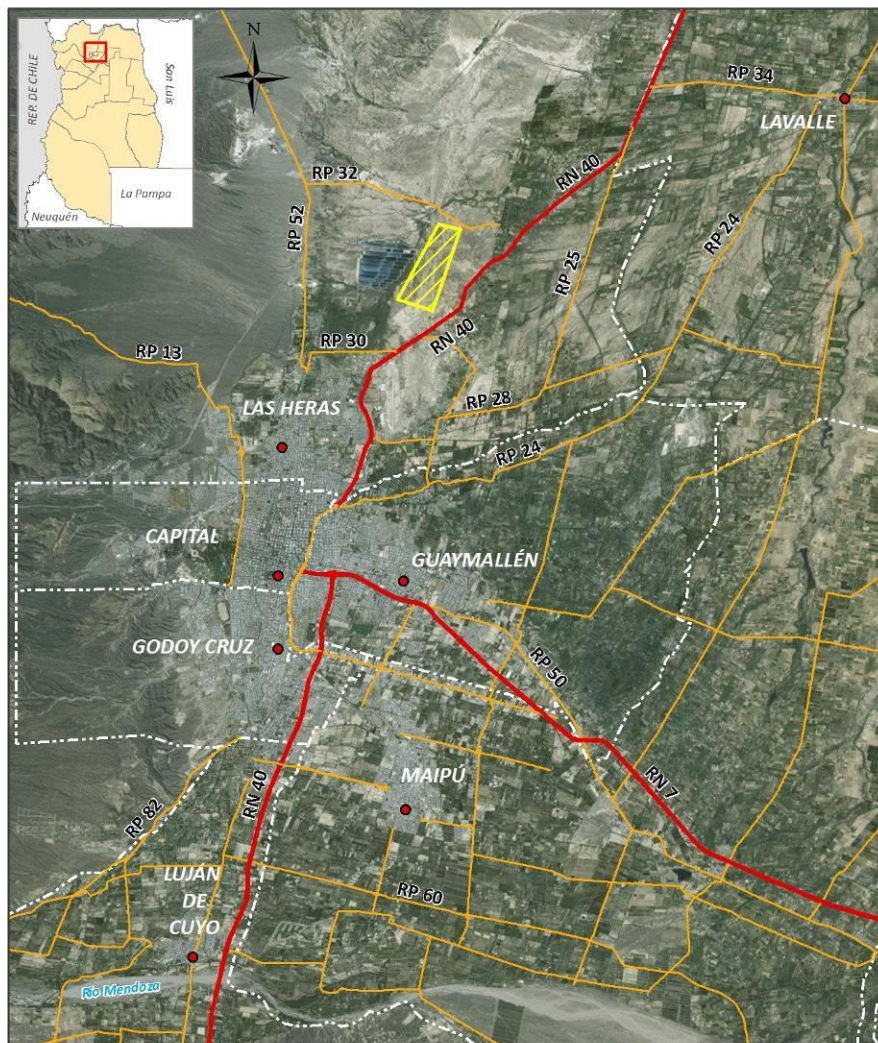 N
REP. DE CHILE
San Luis
La Pampa
Neuquén
RP 34
LAVALLE
RP 32
RN 40
RP 52
RP 24
RP 25
RP 30
RN 40
RP 13
LAS HERAS
RP 28
RP 24
CAPITAL
GUAYMALLÉN
GODOY CRUZ
RP 50
MAIPÚ
RN 7
RN 40
RP 82
LUJÁN
DE
CUYO
RP 60
Río Mendoza